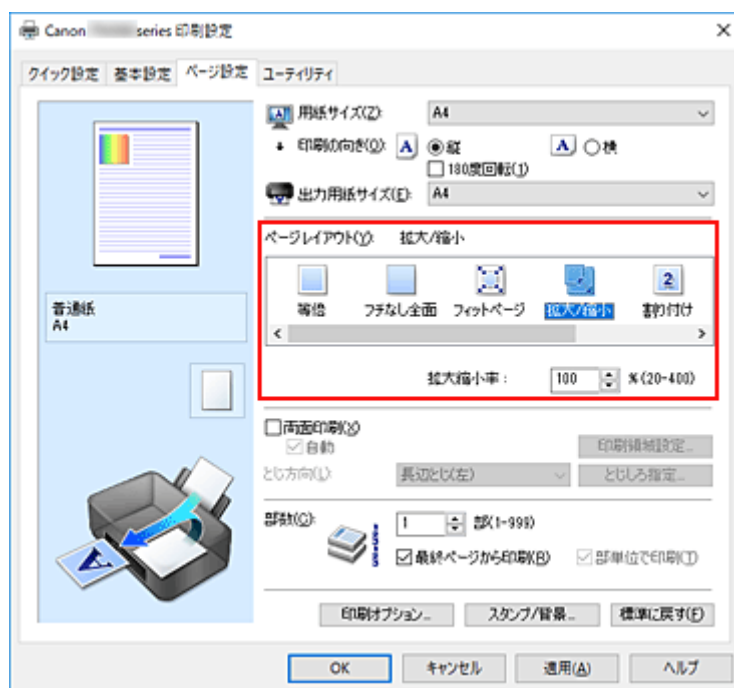 Canon series 印刷設定
クイック設定 基本設定 ページ設定 ユーティリティ
用紙サイズ(Z): A4
印刷の向き(O): A 縦 A 横
180度回転(J)
出力用紙サイズ(E): A4
ページレイアウト(Y): 拡大/縮小
等倍 フチなし全面 フィットページ 拡大/縮小 割り付け
普通紙
A4
拡大縮小率: 100 % (20-400)
両面印刷(X)
自動 印刷領域設定...
とじ方向(L): 長辺とじ(左) とじしろ指定...
部数(C): 1 部(1-999)
最終ページから印刷(B) 部単位で印刷(T)
印刷オプション... スタンプ/背景... 標準に戻す(F)
OK キャンセル 適用(A) ヘルプ